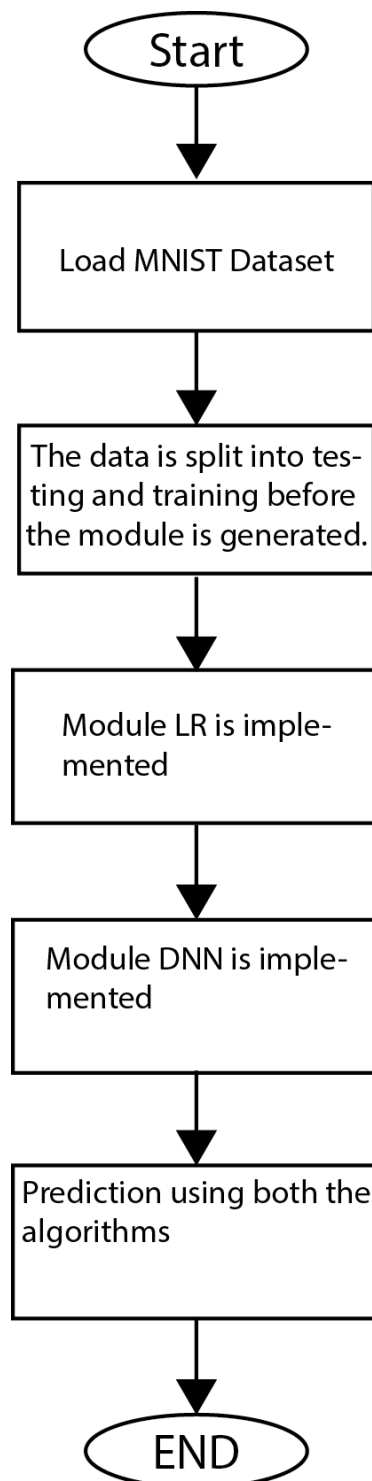 Start
Load MNIST Dataset
The data is split into tes-
ting and training before
the module is generated.
Module LR is imple-
mented
Module DNN is imple-
mented
Prediction using both the
algorithms
END